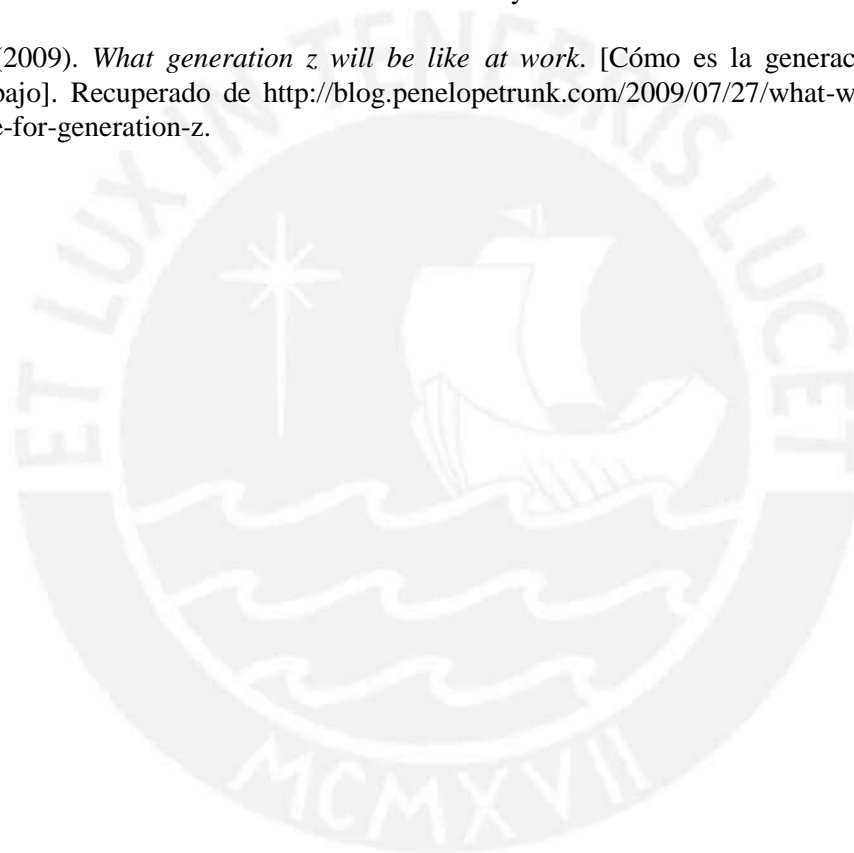 (2009). What generation z will be like at work. [Cómo es la generac
bajo]. Recuperado de http://blog.penelopetrunk.com/2009/07/27/what-w
e-for-generation-z.
ET LUX IN TENEBRIS LUCET
MCMXVII